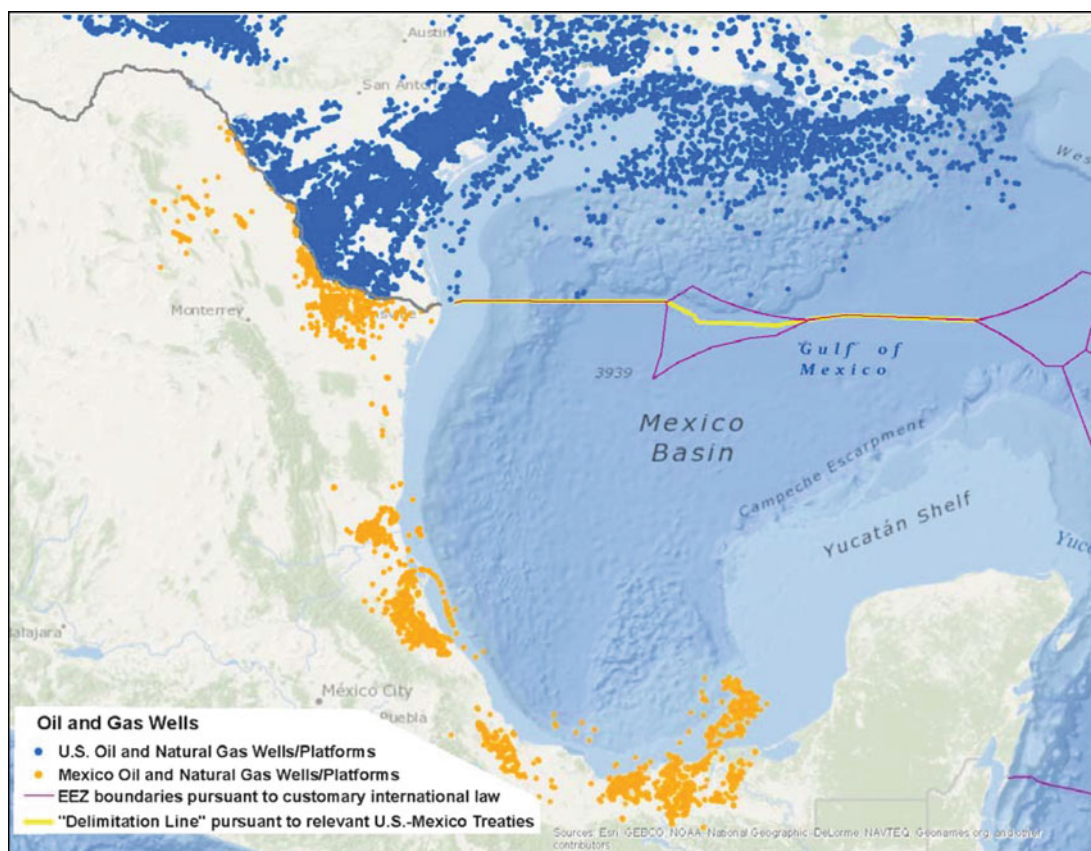 Austin
San Antonio
Wes
Monterrey
Gulf of
Mexico
3939
Mexico
Basin
Campeche Escarpment
Yucatán Shelf
Yuc
alajara
México City
Puebla
Oil and Gas Wells
U.S. Oil and Natural Gas Wells/Platforms
Mexico Oil and Natural Gas Wells/Platforms
EEZ boundaries pursuant to customary international law
"Delimitation Line" pursuant to relevant U.S.-Mexico Treaties
Sources: Esri, GEBCO, NOAA, National Geographic, DeLorme, NAVTEQ, Geonames.org, and other
contributors